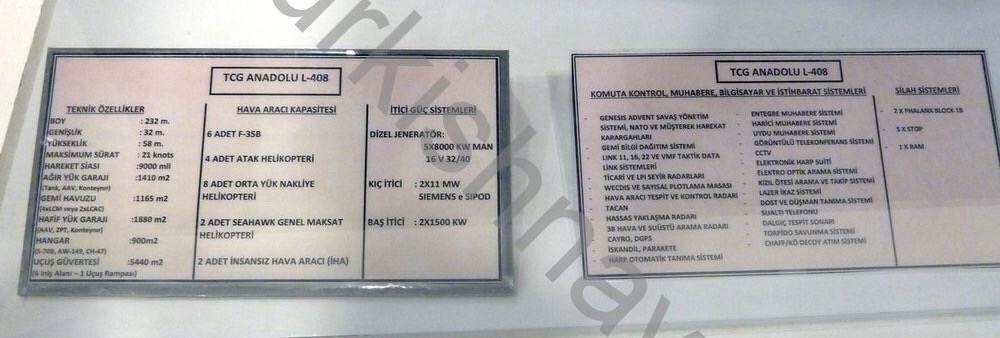 TCG ANADOLU L-408
TEKNİK ÖZELLİKLER
BOY : 232 m.
GENİŞLİK : 32 m.
YÜKSEKLİK : 58 m.
MAKSIMUM SÜRAT : 21 knots
HAREKET SİASI :9000 mil
AĞIR YÜK GARAJI :1410 m2
(Tank, AAV, Konteynır)
GEMİ HAVUZU :1165 m2
(4xLCM veya 2xLCAC)
HAFİF YÜK GARAJI :1880 m2
(AAV, ZPT, Konteynır)
HANGAR :900m2
(S-70B, AW-149, CH-47)
UÇUŞ GÜVERTESİ :5440 m2
(6 İniş Alanı – 1 Uçuş Rampası)
HAVA ARACI KAPASİTESİ
6 ADET F-35B
4 ADET ATAK HELİKOPTERİ
8 ADET ORTA YÜK NAKLİYE
HELİKOPTERİ
2 ADET SEAHAWK GENEL MAKSAT
HELİKOPTERİ
2 ADET İNSANSIZ HAVA ARACI (İHA)
İTİCİ GÜÇ SİSTEMLERİ
DİZEL JENERATÖR:
5X8000 KW MAN
16 V 32/40
KIÇ İTİCİ : 2X11 MW
SIEMENS e SIPOD
BAŞ İTİCİ : 2X1500 KW
TCG ANADOLU L-408
KOMUTA KONTROL, MUHABERE, BİLGİSAYAR VE İSTİHBARAT SİSTEMLERİ
- GENESIS ADVENT SAVAŞ YÖNETİM
SİSTEMİ, NATO VE MÜŞTEREK HAREKAT
KARARGAHLARI
- GEMİ BİLGİ DAĞITIM SİSTEMİ
- LINK 11, 16, 22 VE VMF TAKTİK DATA
LİNK SİSTEMLERİ
- TİCARİ VE LPI SEYİR RADARLARI
- WECDIS VE SAYISAL PLOTLAMA MASASI
- HAVA ARACI TESPİT VE KONTROL RADARI
- TACAN
- HASSAS YAKLAŞMA RADARI
- 3B HAVA VE SUÜSTÜ ARAMA RADARI
- CAYRO, DGPS
- İSKANDİL, PARAKETE
- HARP OTOMATİK TANIMA SİSTEMİ
- ENTEGRE MUHABERE SİSTEMİ
- HARİCİ MUHABERE SİSTEMİ
- UYDU MUHABERE SİSTEMİ
- GÖRÜNTÜLÜ TELEKONFERANS SİSTEMİ
- CCTV
- ELEKTRONİK HARP SUİTİ
- ELEKTRO OPTİK ARAMA SİSTEMİ
- KIZIL ÖTESİ ARAMA VE TAKİP SİSTEMİ
- LAZER İKAZ SİSTEMİ
- DOST VE DÜŞMAN TANIMA SİSTEMİ
- SUALTI TELEFONU
- DALGIÇ TESPİT SONARI
- TORPİDO SAVUNMA SİSTEMİ
- CHAFF/KÖ DECOY ATIM SİSTEMİ
SİLAH SİSTEMLERİ
- 2 X PHALANX BLOCK 1B
- 5 X STOP
- 1 X RAM